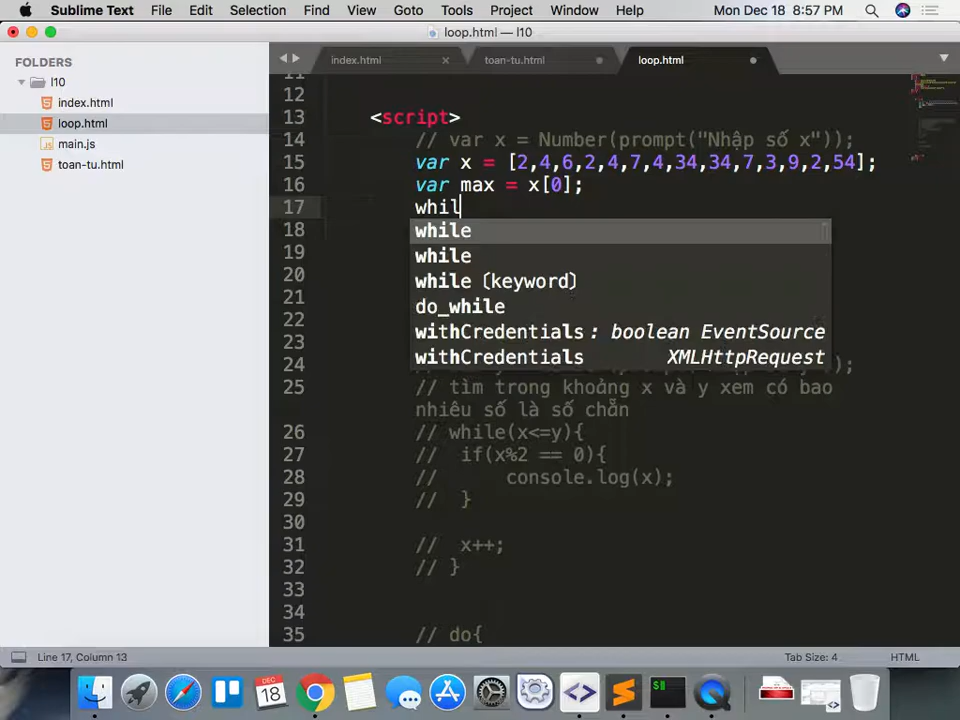 Sublime Text File Edit Selection Find View Goto Tools Project Window Help Mon Dec 18 8:57 PM
loop.html — l10
FOLDERS
l10
index.html
loop.html
main.js
toan-tu.html
index.html × toan-tu.html loop.html
11
12
13 <script>
14 // var x = Number(prompt("Nhập số x"));
15 var x = [2,4,6,2,4,7,4,34,34,7,3,9,2,54];
16 var max = x[0];
17 whil
18 while
19 while
20 while (keyword)
21 do_while
22 withCredentials: boolean EventSource
23 withCredentials XMLHttpRequest
24 );
25 // tìm trong khoảng x và y xem có bao
nhiêu số là số chẵn
26 // while(x<=y){
27 // if(x%2 == 0){
28 // console.log(x);
29 // }
30
31 // x++;
32 // }
33
34
35 // do{
Line 17, Column 13 Tab Size: 4 HTML
DEC
18